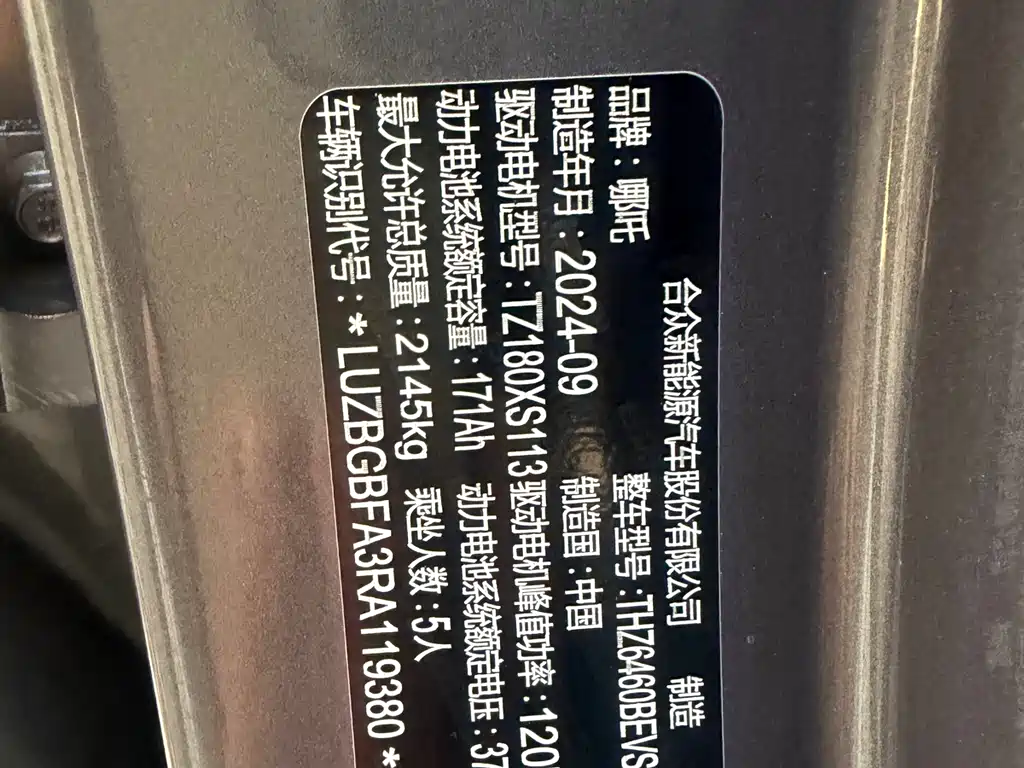 合众新能源汽车股份有限公司 制造
品牌：哪吒 整车型号：THZ6460BEVS
制造年月：2024-09 制造国：中国
驱动电机型号：TZ180XS113 驱动电机峰值功率：120
动力电池系统额定容量：171Ah 动力电池系统额定电压：37
最大允许总质量：2145kg 乘坐人数：5人
车辆识别代号：*LUZBGBFA3RA119380*